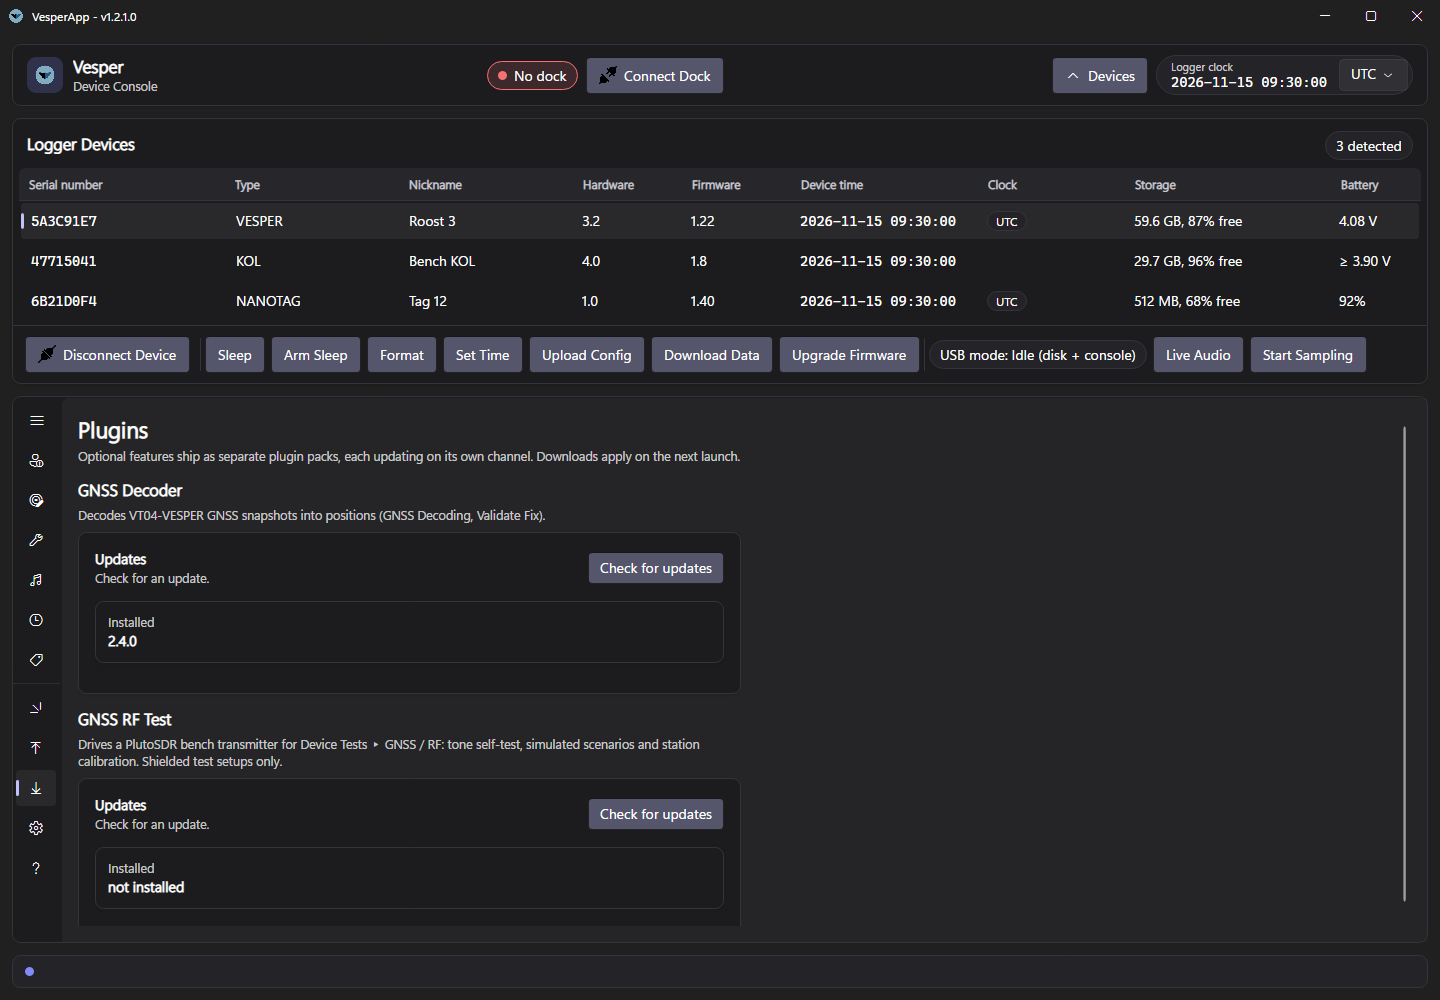 VesperApp - v1.2.1.0
Vesper
Device Console
No dock
Connect Dock
Devices
Logger clock
2026-11-15 09:30:00
UTC
Logger Devices
3 detected
Serial number Type Nickname Hardware Firmware Device time Clock Storage Battery
5A3C91E7 VESPER Roost 3 3.2 1.22 2026-11-15 09:30:00 UTC 59.6 GB, 87% free 4.08 V
47715041 KOL Bench KOL 4.0 1.8 2026-11-15 09:30:00 29.7 GB, 96% free ≥ 3.90 V
6B21D0F4 NANOTAG Tag 12 1.0 1.40 2026-11-15 09:30:00 UTC 512 MB, 68% free 92%
Disconnect Device Sleep Arm Sleep Format Set Time Upload Config Download Data Upgrade Firmware USB mode: Idle (disk + console) Live Audio Start Sampling
Plugins
Optional features ship as separate plugin packs, each updating on its own channel. Downloads apply on the next launch.
GNSS Decoder
Decodes VT04-VESPER GNSS snapshots into positions (GNSS Decoding, Validate Fix).
Updates
Check for an update.
Check for updates
Installed
2.4.0
GNSS RF Test
Drives a PlutoSDR bench transmitter for Device Tests ‣ GNSS / RF: tone self-test, simulated scenarios and station
calibration. Shielded test setups only.
Updates
Check for an update.
Check for updates
Installed
not installed